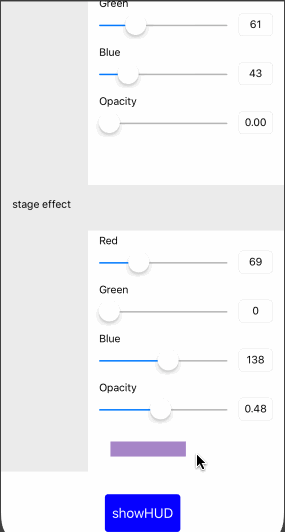 Green
61
Blue
43
Opacity
0.00
stage effect
Red
69
Green
0
Blue
138
Opacity
0.48
showHUD